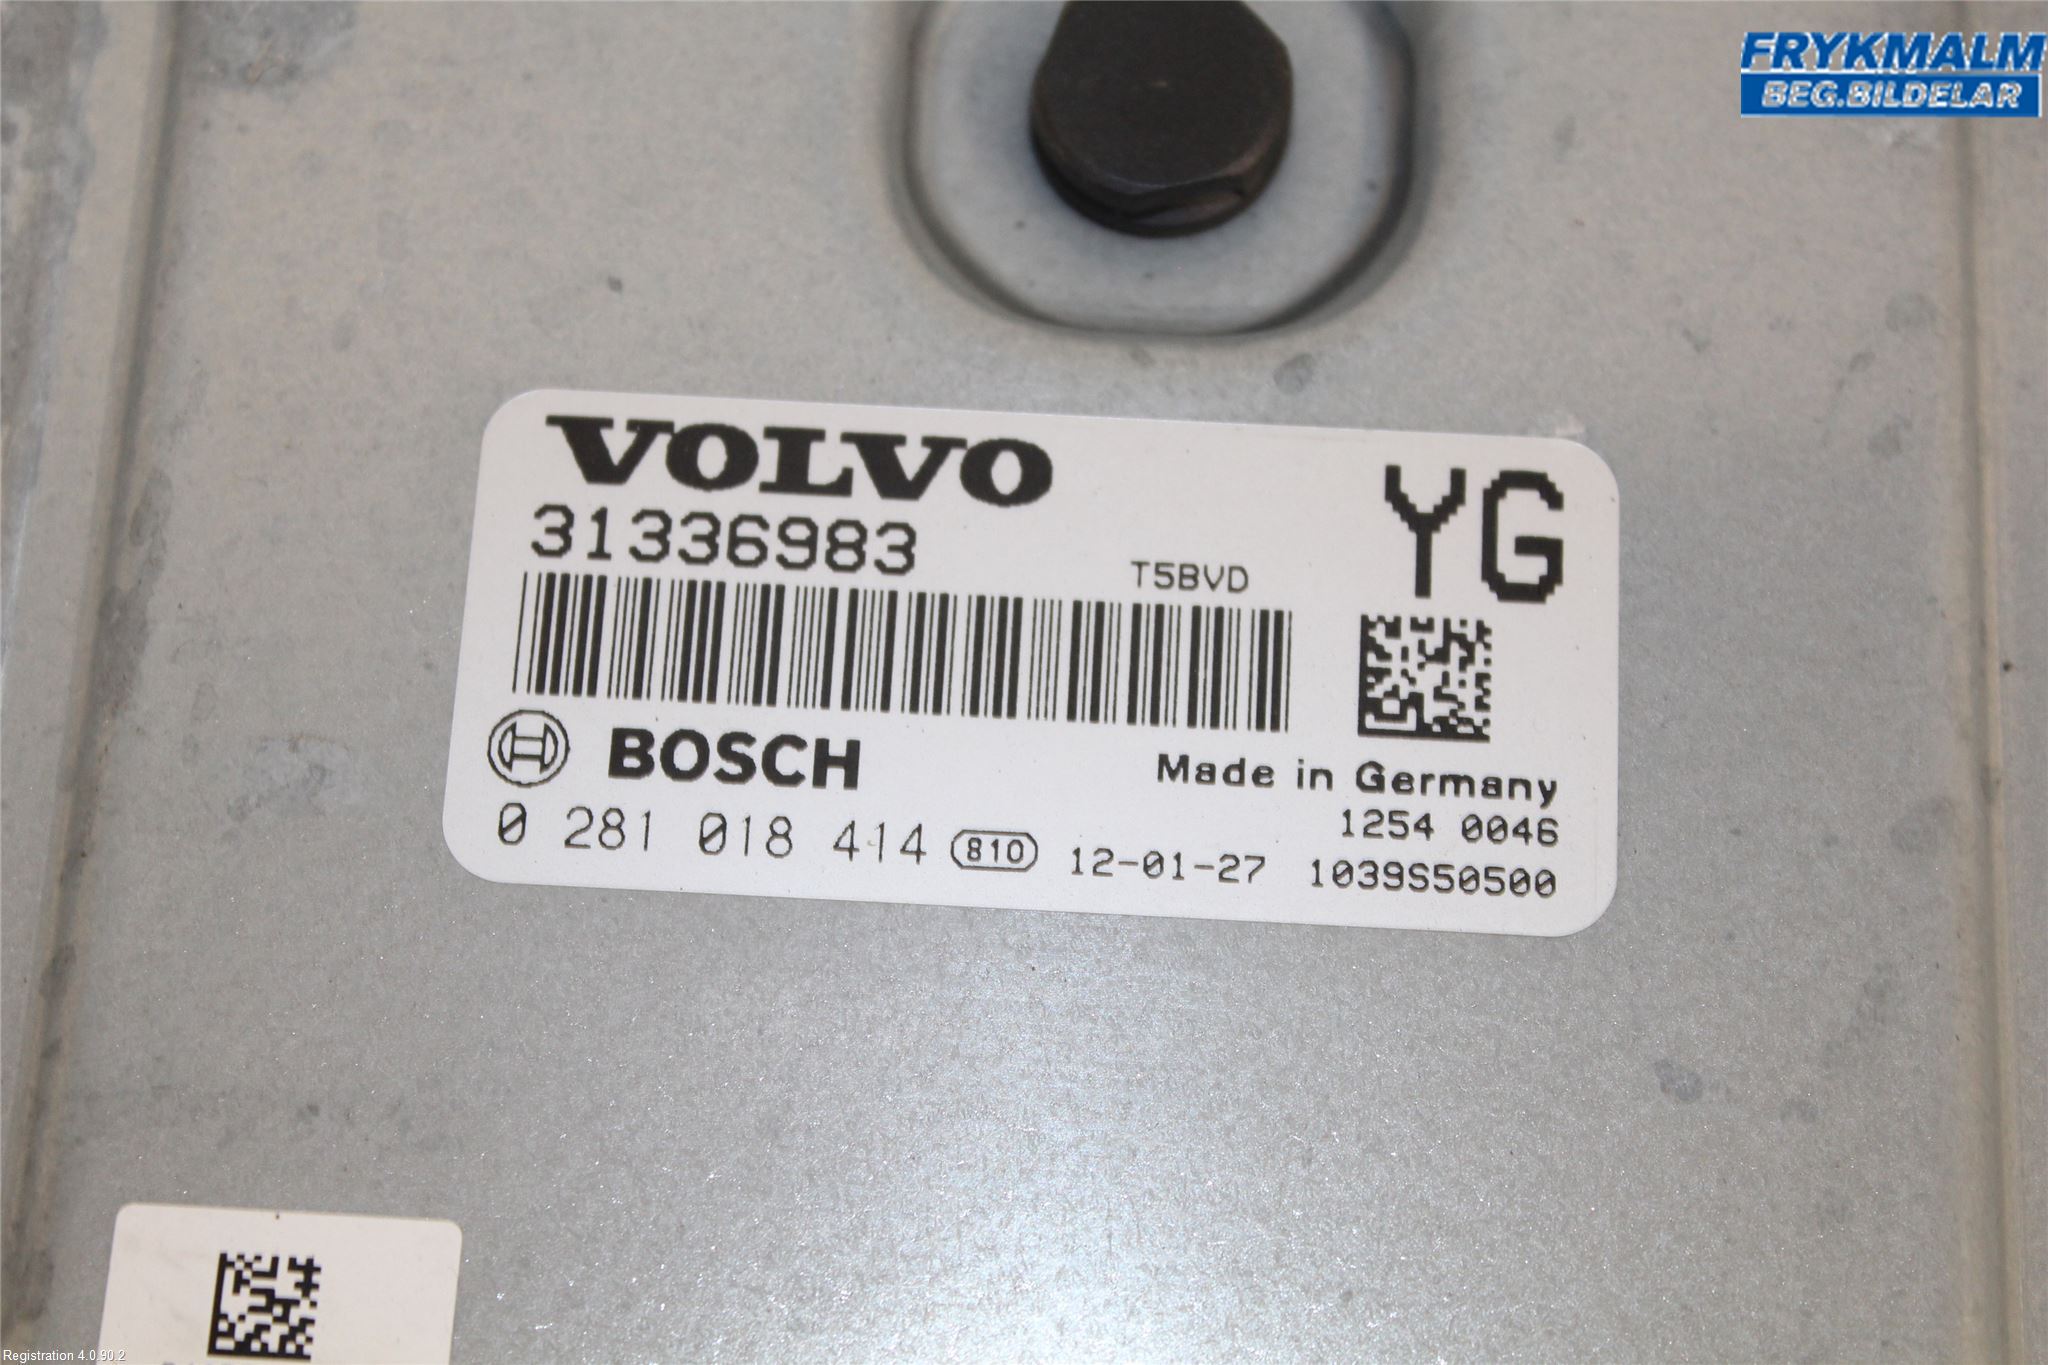 FRYKMALM
BEG.BILDELAR
VOLVO
YG
31336983
T5BVD
BOSCH
Made in Germany
1254 0046
0 281 018 414 810 12-01-27 1039S50500
Registration 4.0.90.2